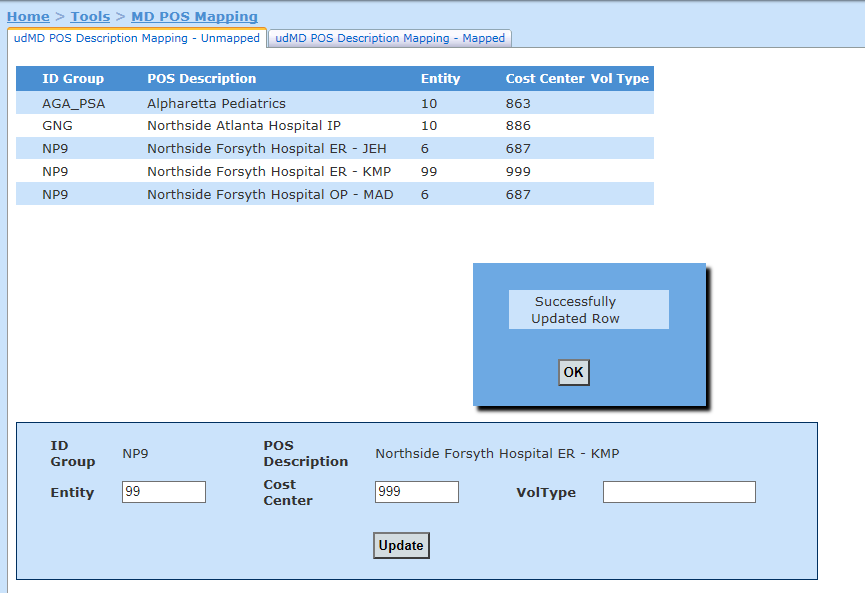 Home > Tools > MD POS Mapping
udMD POS Description Mapping - Unmapped udMD POS Description Mapping - Mapped
ID Group POS Description Entity Cost Center Vol Type
AGA_PSA Alpharetta Pediatrics 10 863
GNG Northside Atlanta Hospital IP 10 886
NP9 Northside Forsyth Hospital ER - JEH 6 687
NP9 Northside Forsyth Hospital ER - KMP 99 999
NP9 Northside Forsyth Hospital OP - MAD 6 687
Successfully
Updated Row
OK
ID
Group
NP9
POS
Description
Northside Forsyth Hospital ER - KMP
Entity 99
Cost
Center
999
VolType
Update